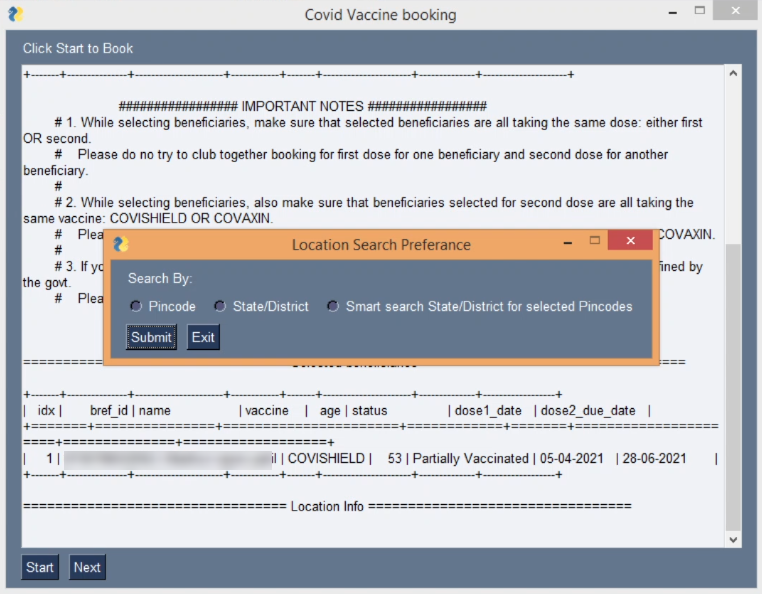 Covid Vaccine booking
Click Start to Book
+-------+---------------+----------------------+-----------+-------+----------------------+--------------+---------------------+
################# IMPORTANT NOTES #################
# 1. While selecting beneficiaries, make sure that selected beneficiaries are all taking the same dose: either first
OR second.
# Please do no try to club together booking for first dose for one beneficiary and second dose for another
beneficiary.
#
# 2. While selecting beneficiaries, also make sure that beneficiaries selected for second dose are all taking the
same vaccine: COVISHIELD OR COVAXIN.
# Plea
COVAXIN.
#
# 3. If yo
fined by
the govt.
# Plea
Location Search Preferance
Search By:
Pincode State/District Smart search State/District for selected Pincodes
Submit Exit
+-------+---------------+----------------------+-----------+-------+----------------------+--------------+------------------+
| idx | bref_id | name | vaccine | age | status | dose1_date | dose2_due_date |
+=======+===============+===============+======================+============+=======+==================
====+==============+==================+
| 1 | il | COVISHIELD | 53 | Partially Vaccinated | 05-04-2021 | 28-06-2021 |
+-------+---------------+----------------------+-----------+-------+----------------------+--------------+------------------+
================================ Location Info ================================
Start Next